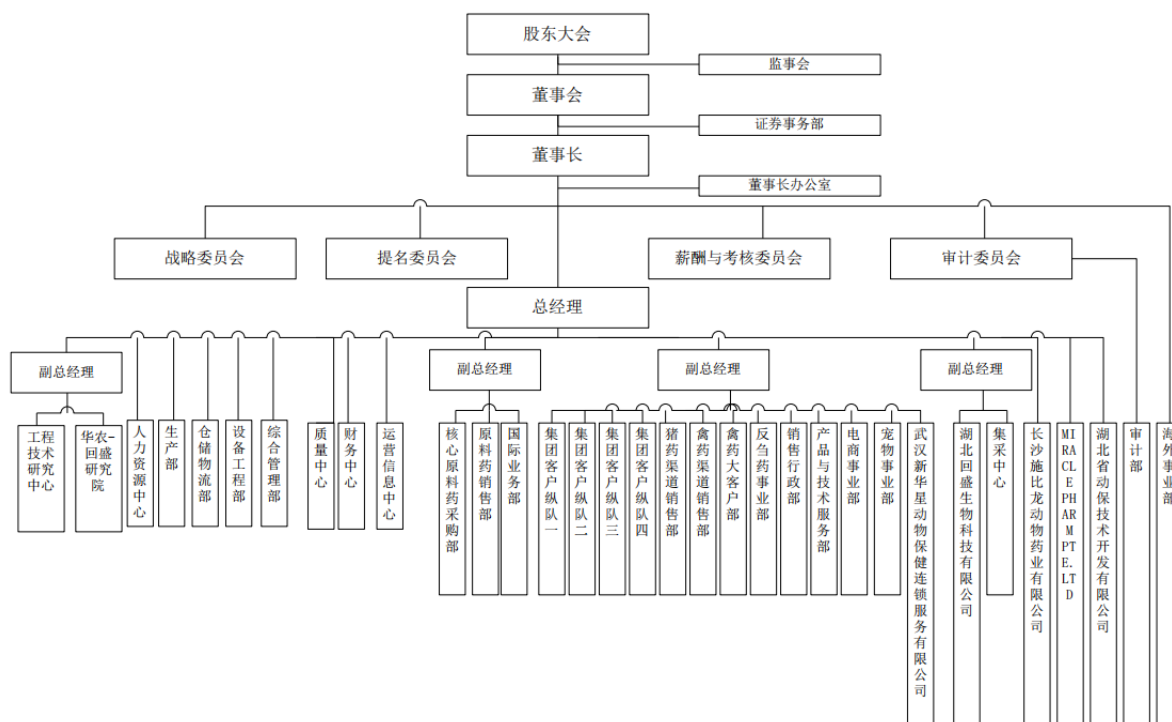 股东大会
监事会
董事会
证券事务部
董事长
董事长办公室
战略委员会
提名委员会
薪酬与考核委员会
审计委员会
总经理
副总经理
副总经理
副总经理
副总经理
工程
技术研究
中心
华农-
回盛
研究
院
人力资源中心
生产部
仓储物流部
设备工程部
综合管理部
质量中心
财务中心
运营信息中心
核心原料药采购部
原料药销售部
国际业务部
集团客户纵队一
集团客户纵队二
集团客户纵队三
集团客户纵队四
猪药渠道销售部
禽药渠道销售部
禽药大客户部
反刍药事业部
销售行政部
产品与技术服务部
电商事业部
宠物事业部
武汉新华星动物保健连锁服务有限公司
湖北回盛生物科技有限公司
集采中心
长沙施比龙动物药业有限公司
MI
RA
CL
EP
HA
RM
PT
E.
LT
D
湖北省动保技术开发有限公司
审计部
海外事业部